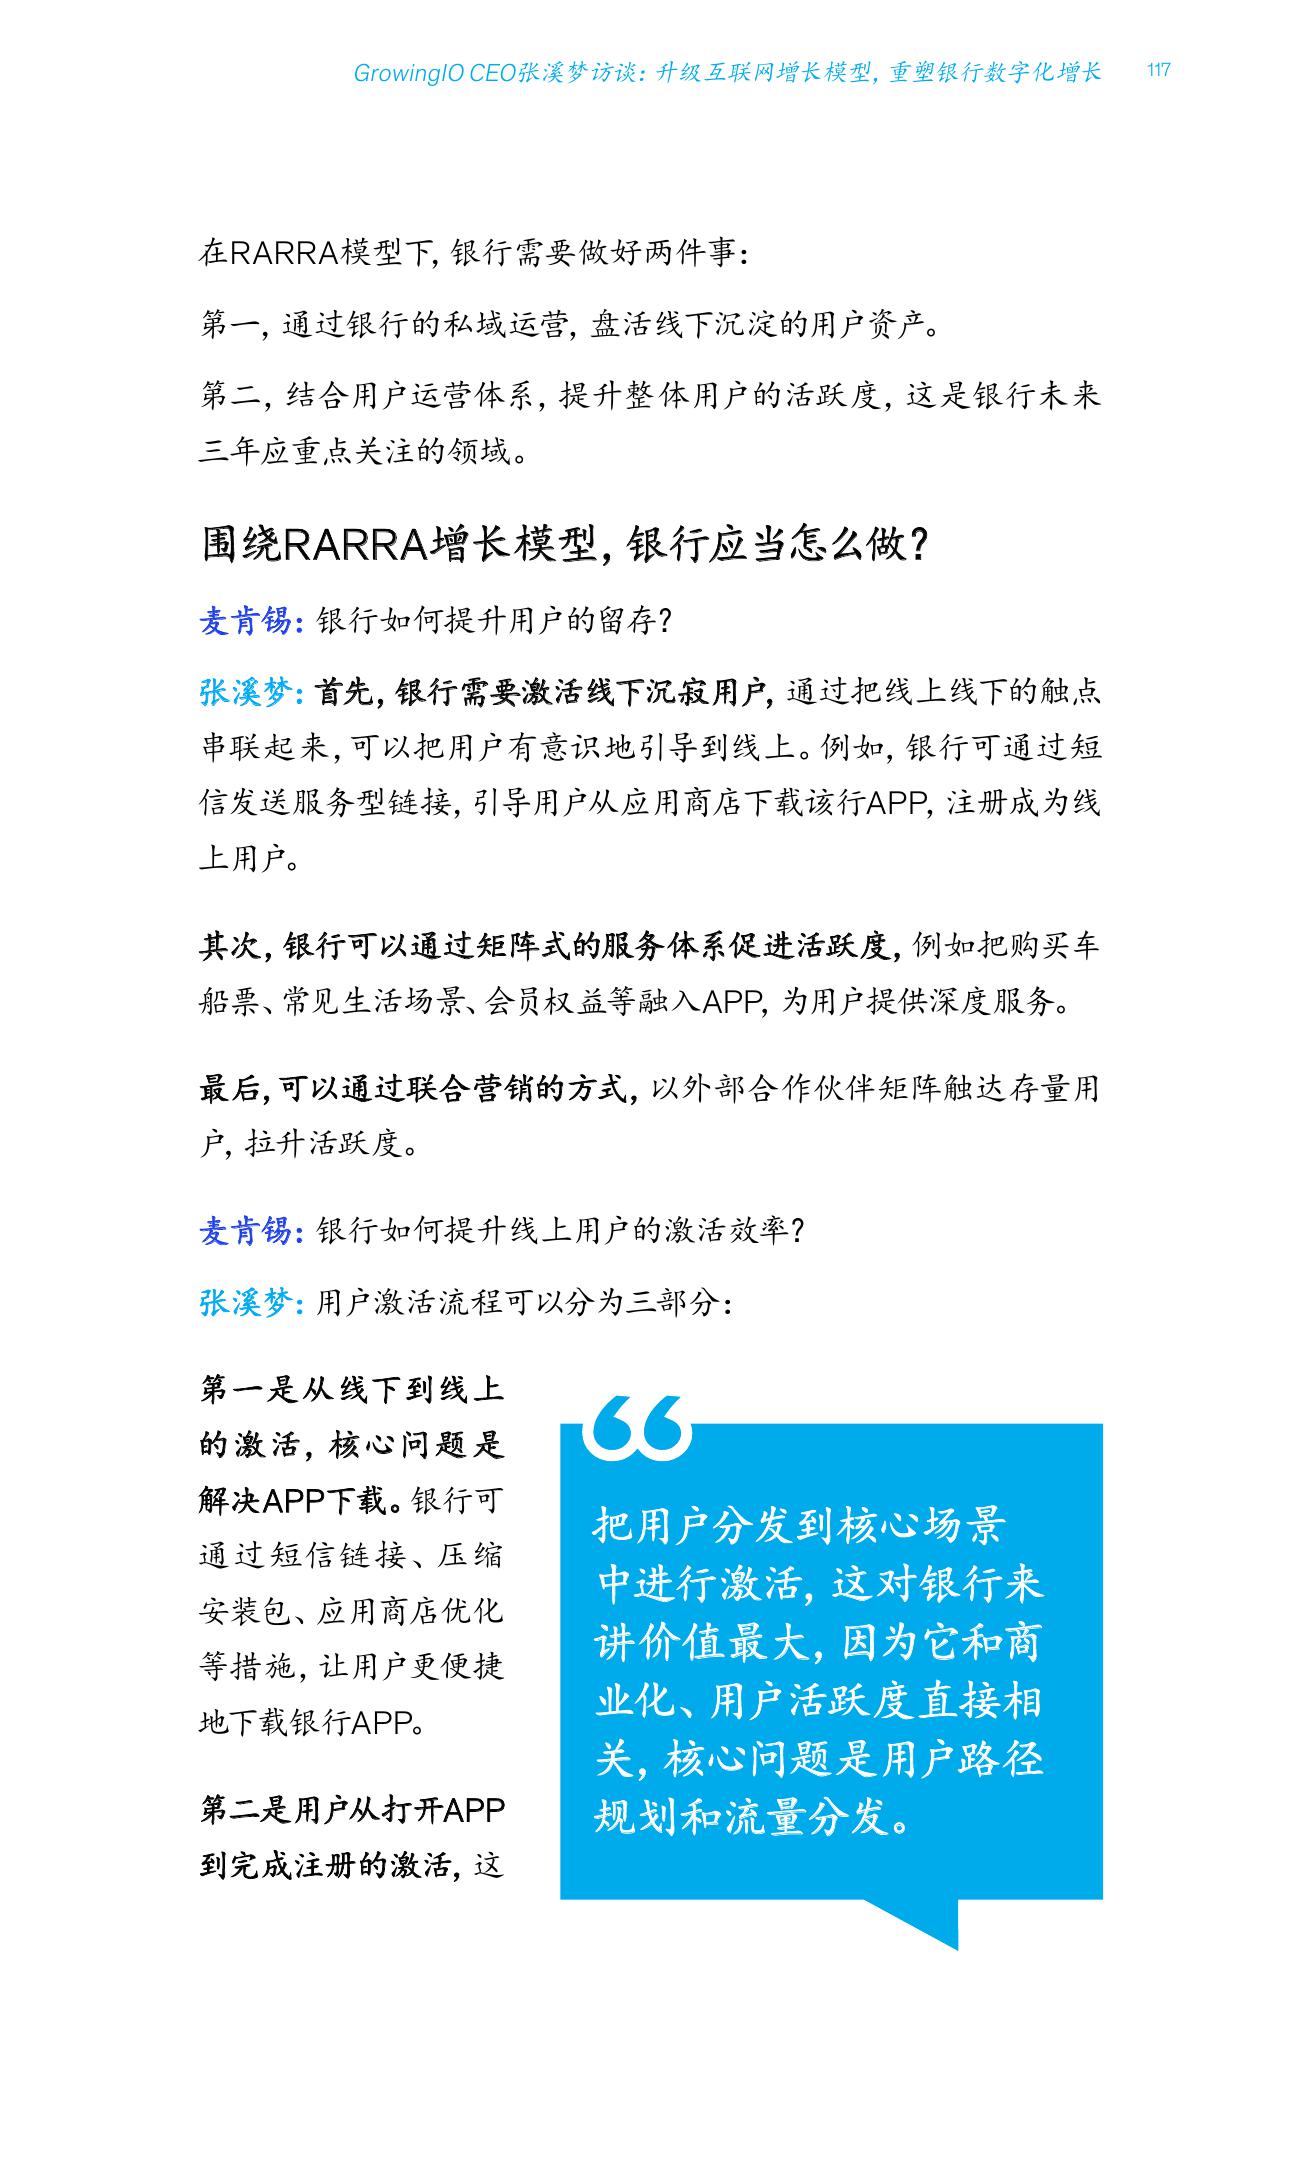 GrowingIO CEO张溪梦访谈：升级互联网增长模型，重塑银行数字化增长 117
在RARRA模型下，银行需要做好两件事：
第一，通过银行的私域运营，盘活线下沉淀的用户资产。
第二，结合用户运营体系，提升整体用户的活跃度，这是银行未来
三年应重点关注的领域。
围绕RARRA增长模型，银行应当怎么做？
麦肯锡：银行如何提升用户的留存？
张溪梦：首先，银行需要激活线下沉寂用户，通过把线上线下的触点
串联起来，可以把用户有意识地引导到线上。例如，银行可通过短
信发送服务型链接，引导用户从应用商店下载该行APP，注册成为线
上用户。
其次，银行可以通过矩阵式的服务体系促进活跃度，例如把购买车
船票、常见生活场景、会员权益等融入APP，为用户提供深度服务。
最后，可以通过联合营销的方式，以外部合作伙伴矩阵触达存量用
户，拉升活跃度。
麦肯锡：银行如何提升线上用户的激活效率？
张溪梦：用户激活流程可以分为三部分：
第一是从线下到线上
的激活，核心问题是
解决APP下载。银行可
通过短信链接、压缩
安装包、应用商店优化
等措施，让用户更便捷
地下载银行APP。
第二是用户从打开APP
到完成注册的激活，这
“
把用户分发到核心场景
中进行激活，这对银行来
讲价值最大，因为它和商
业化、用户活跃度直接相
关，核心问题是用户路径
规划和流量分发。